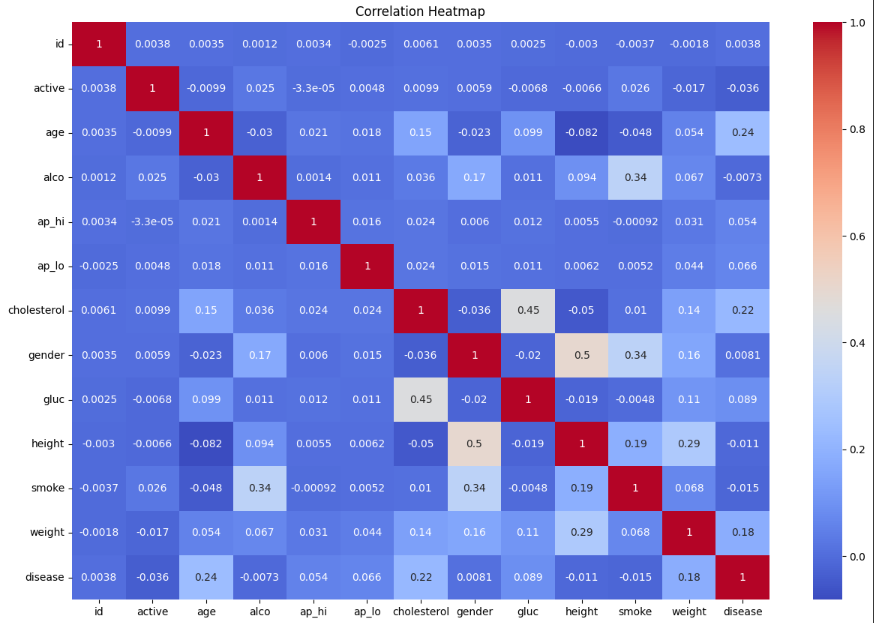 Correlation Heatmap
id 1 0.0038 0.0035 0.0012 0.0034 -0.0025 0.0061 0.0035 0.0025 -0.003 -0.0037 -0.0018 0.0038
active 0.0038 1 -0.0099 0.025 -3.3e-05 0.0048 0.0099 0.0059 -0.0068 -0.0066 0.026 -0.017 -0.036
age 0.0035 -0.0099 1 -0.03 0.021 0.018 0.15 -0.023 0.099 -0.082 -0.048 0.054 0.24
alco 0.0012 0.025 -0.03 1 0.0014 0.011 0.036 0.17 0.011 0.094 0.34 0.067 -0.0073
ap_hi 0.0034 -3.3e-05 0.021 0.0014 1 0.016 0.024 0.006 0.012 0.0055 -0.00092 0.031 0.054
ap_lo -0.0025 0.0048 0.018 0.011 0.016 1 0.024 0.015 0.011 0.0062 0.0052 0.044 0.066
cholesterol 0.0061 0.0099 0.15 0.036 0.024 0.024 1 -0.036 0.45 -0.05 0.01 0.14 0.22
gender 0.0035 0.0059 -0.023 0.17 0.006 0.015 -0.036 1 -0.02 0.5 0.34 0.16 0.0081
gluc 0.0025 -0.0068 0.099 0.011 0.012 0.011 0.45 -0.02 1 -0.019 -0.0048 0.11 0.089
height -0.003 -0.0066 -0.082 0.094 0.0055 0.0062 -0.05 0.5 -0.019 1 0.19 0.29 -0.011
smoke -0.0037 0.026 -0.048 0.34 -0.00092 0.0052 0.01 0.34 -0.0048 0.19 1 0.068 -0.015
weight -0.0018 -0.017 0.054 0.067 0.031 0.044 0.14 0.16 0.11 0.29 0.068 1 0.18
disease 0.0038 -0.036 0.24 -0.0073 0.054 0.066 0.22 0.0081 0.089 -0.011 -0.015 0.18 1
id active age alco ap_hi ap_lo cholesterol gender gluc height smoke weight disease
1.0
0.8
0.6
0.4
0.2
0.0